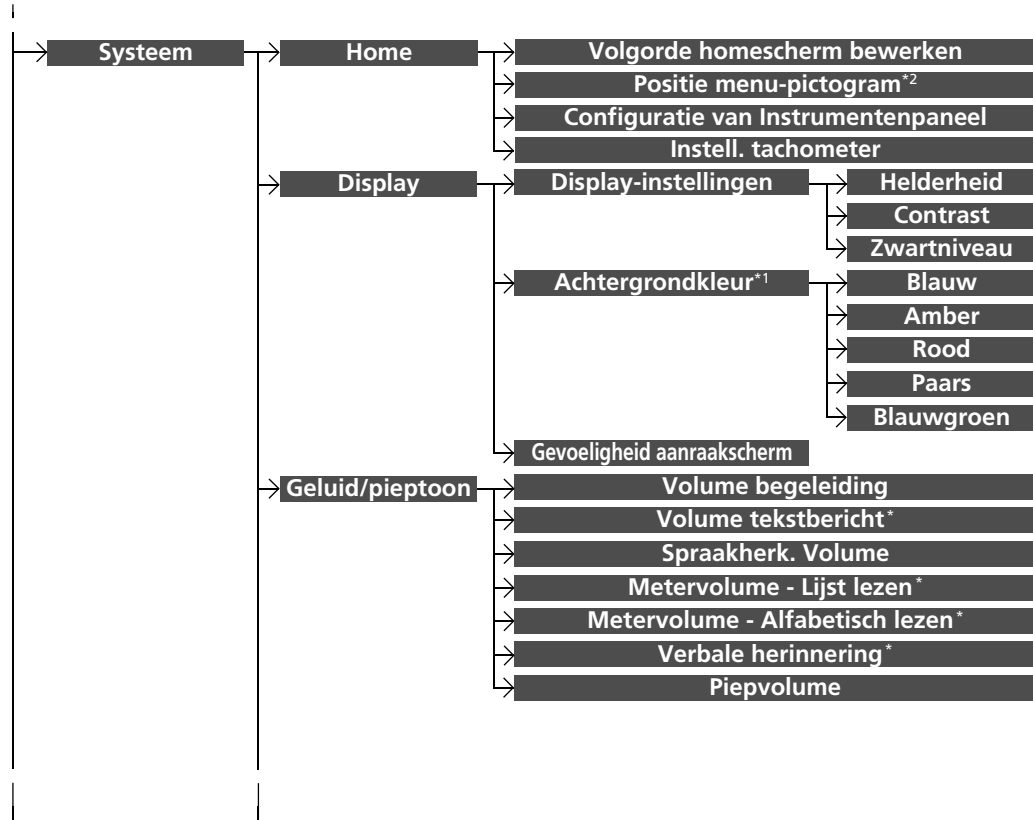 Systeem
Home
Volgorde homescherm bewerken
Positie menu-pictogram*2
Configuratie van Instrumentenpaneel
Instell. tachometer
Display
Display-instellingen
Helderheid
Contrast
Zwartniveau
Achtergrondkleur*1
Blauw
Amber
Rood
Paars
Blauwgroen
Gevoeligheid aanraakscherm
Geluid/pieptoon
Volume begeleiding
Volume tekstbericht*
Spraakherk. Volume
Metervolume - Lijst lezen*
Metervolume - Alfabetisch lezen*
Verbale herinnering*
Piepvolume